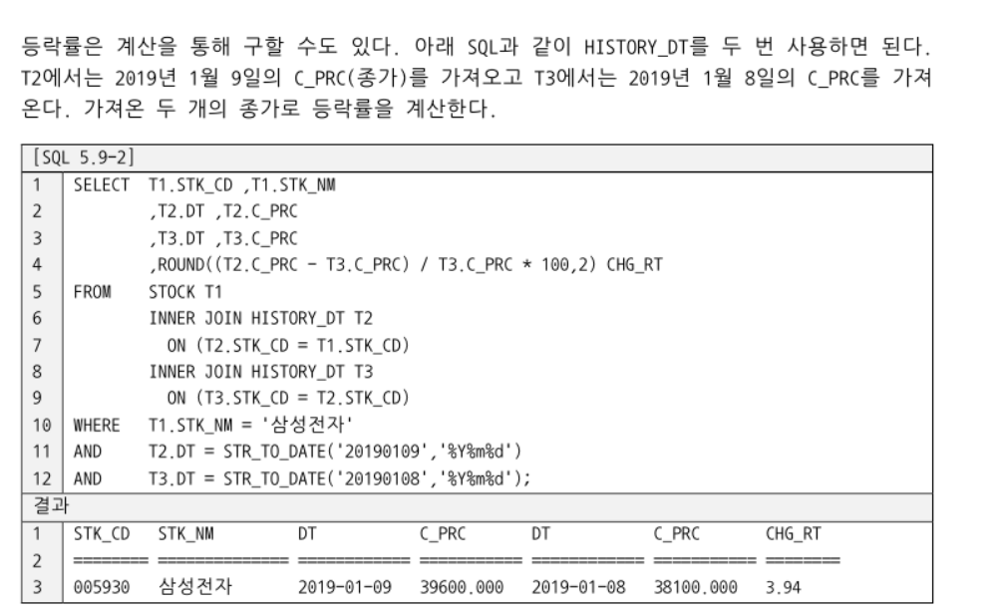 등락률은 계산을 통해 구할 수도 있다. 아래 SQL과 같이 HISTORY_DT를 두 번 사용하면 된다.
T2에서는 2019년 1월 9일의 C_PRC(종가)를 가져오고 T3에서는 2019년 1월 8일의 C_PRC를 가져
온다. 가져온 두 개의 종가로 등락률을 계산한다.
[SQL 5.9-2]
1 SELECT T1.STK_CD ,T1.STK_NM
2 ,T2.DT ,T2.C_PRC
3 ,T3.DT ,T3.C_PRC
4 ,ROUND((T2.C_PRC - T3.C_PRC) / T3.C_PRC * 100,2) CHG_RT
5 FROM STOCK T1
6 INNER JOIN HISTORY_DT T2
7 ON (T2.STK_CD = T1.STK_CD)
8 INNER JOIN HISTORY_DT T3
9 ON (T3.STK_CD = T2.STK_CD)
10 WHERE T1.STK_NM = '삼성전자'
11 AND T2.DT = STR_TO_DATE('20190109','%Y%m%d')
12 AND T3.DT = STR_TO_DATE('20190108','%Y%m%d');
결과
1 STK_CD STK_NM DT C_PRC DT C_PRC CHG_RT
2 ======== ============== ============ =========== ============ =========== ========
3 005930 삼성전자 2019-01-09 39600.000 2019-01-08 38100.000 3.94